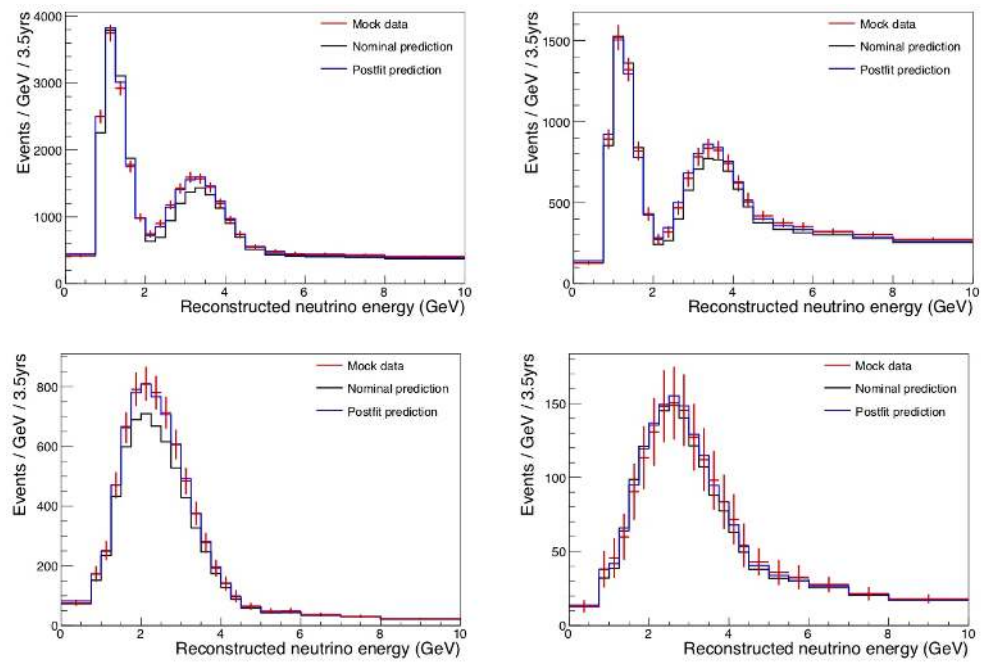 Events / GeV / 3.5yrs
4000
3000
2000
1000
0
Mock data
Nominal prediction
Postfit prediction
0 2 4 6 8 10
Reconstructed neutrino energy (GeV)
Events / GeV / 3.5yrs
1500
1000
500
0
Mock data
Nominal prediction
Postfit prediction
0 2 4 6 8 10
Reconstructed neutrino energy (GeV)
Events / GeV / 3.5yrs
800
600
400
200
0
Mock data
Nominal prediction
Postfit prediction
0 2 4 6 8 10
Reconstructed neutrino energy (GeV)
Events / GeV / 3.5yrs
150
100
50
0
Mock data
Nominal prediction
Postfit prediction
0 2 4 6 8 10
Reconstructed neutrino energy (GeV)